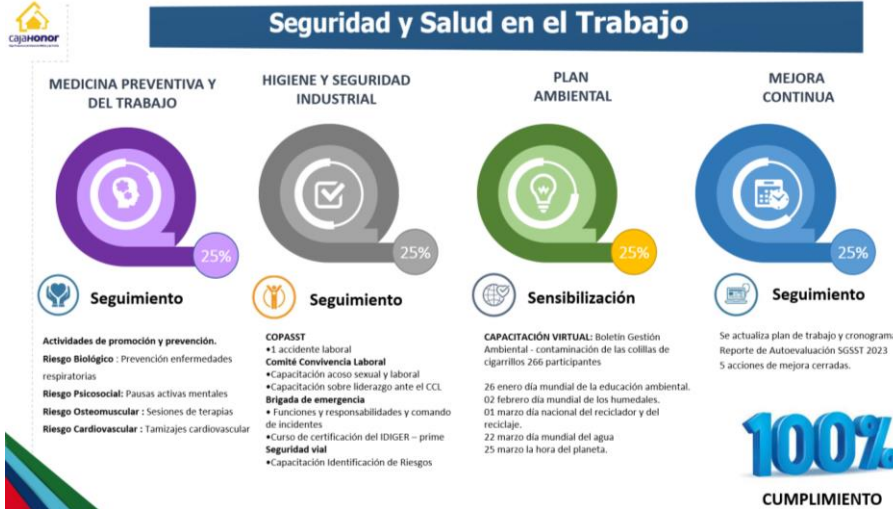 Seguridad y Salud en el Trabajo
cajaHonor
MEDICINA PREVENTIVA Y
DEL TRABAJO
25%
Seguimiento
Actividades de promoción y prevención.
Riesgo Biológico : Prevención enfermedades
respiratorias
Riesgo Psicosocial: Pausas activas mentales
Riesgo Osteomuscular : Sesiones de terapias
Riesgo Cardiovascular : Tamizajes cardiovascular
HIGIENE Y SEGURIDAD
INDUSTRIAL
25%
Seguimiento
COPASST
•1 accidente laboral
Comité Convivencia Laboral
•Capacitación acoso sexual y laboral
•Capacitación sobre liderazgo ante el CCL
Brigada de emergencia
• Funciones y responsabilidades y comando
de incidentes
•Curso de certificación del IDIGER – prime
Seguridad vial
•Capacitación Identificación de Riesgos
PLAN
AMBIENTAL
25%
Sensibilización
CAPACITACIÓN VIRTUAL: Boletín Gestión
Ambiental - contaminación de las colillas de
cigarrillos 266 participantes
26 enero día mundial de la educación ambiental.
02 febrero día mundial de los humedales.
01 marzo día nacional del reciclador y del
reciclaje.
22 marzo día mundial del agua
25 marzo la hora del planeta.
MEJORA
CONTINUA
25%
Seguimiento
Se actualiza plan de trabajo y cronograma
Reporte de Autoevaluación SGSST 2023
5 acciones de mejora cerradas.
100%
CUMPLIMIENTO